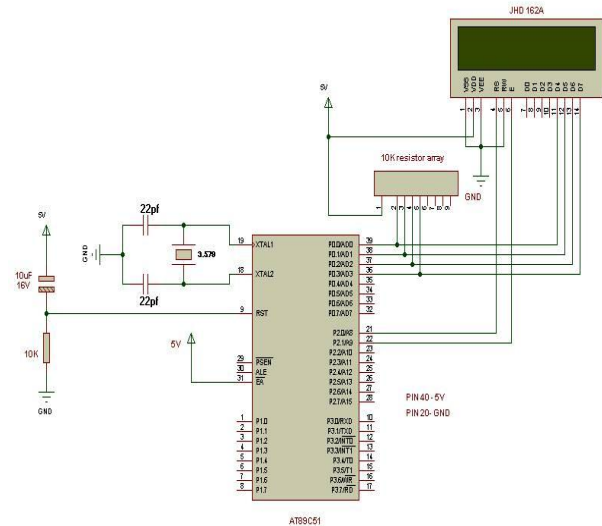 JHD 162A
VSS VDD VEE RS RW E D0 D1 D2 D3 D4 D5 D6 D7
1 2 3 4 5 6 7 8 9 10 11 12 13 14
5V
10K resistor array
GND
1 2 3 4 5 6 7 8 9
22pf
5V
GND
3.579
10uF
16V
22pf
10K
GND
5V
19 XTAL1
18 XTAL2
9 RST
29 PSEN
30 ALE
31 EA
1 P1.0
2 P1.1
3 P1.2
4 P1.3
5 P1.4
6 P1.5
7 P1.6
8 P1.7
P0.0/AD0 39
P0.1/AD1 38
P0.2/AD2 37
P0.3/AD3 36
P0.4/AD4 35
P0.5/AD5 34
P0.6/AD6 33
P0.7/AD7 32
P2.0/A8 21
P2.1/A9 22
P2.2/A10 23
P2.3/A11 24
P2.4/A12 25
P2.5/A13 26
P2.6/A14 27
P2.7/A15 28
P3.0/RXD 10
P3.1/TXD 11
P3.2/INT0 12
P3.3/INT1 13
P3.4/T0 14
P3.5/T1 15
P3.6/WR 16
P3.7/RD 17
PIN 40 - 5V
PIN 20 - GND
AT89C51